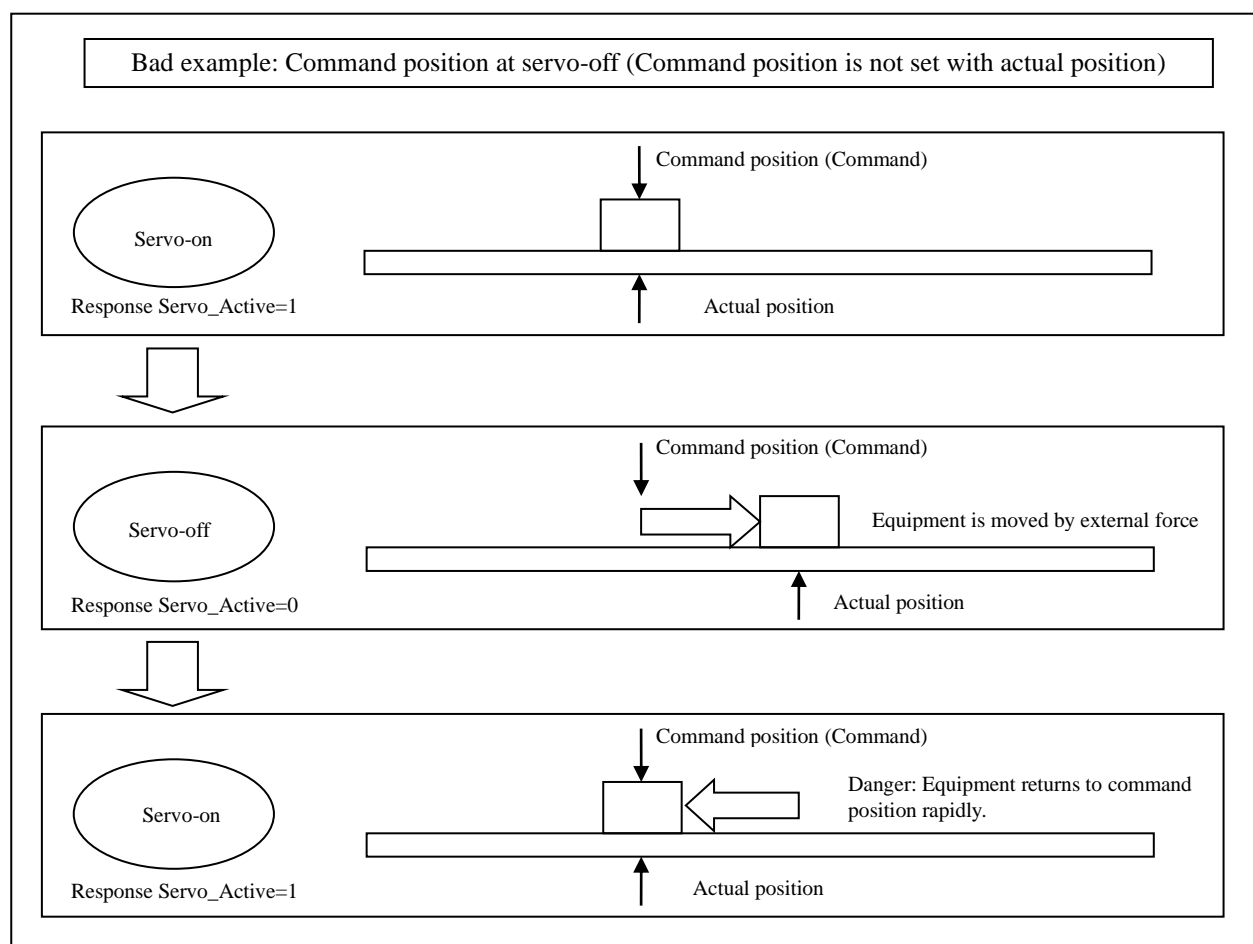 Bad example: Command position at servo-off (Command position is not set with actual position)
Command position (Command)
Servo-on
Response Servo_Active=1
Actual position
Command position (Command)
Servo-off
Equipment is moved by external force
Response Servo_Active=0
Actual position
Command position (Command)
Servo-on
Danger: Equipment returns to command
position rapidly.
Response Servo_Active=1
Actual position